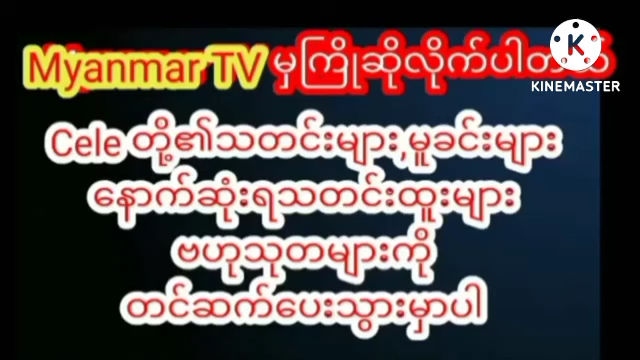 Myanmar TV မှကြိုဆိုလိုက်ပါတယ်
KINEMASTER
Cele တို့၏သတင်းများ,မူခင်းများ
နောက်ဆုံးရသတင်းထူးများ
ဗဟုသုတများကို
တင်ဆက်ပေးသွားမှာပါ